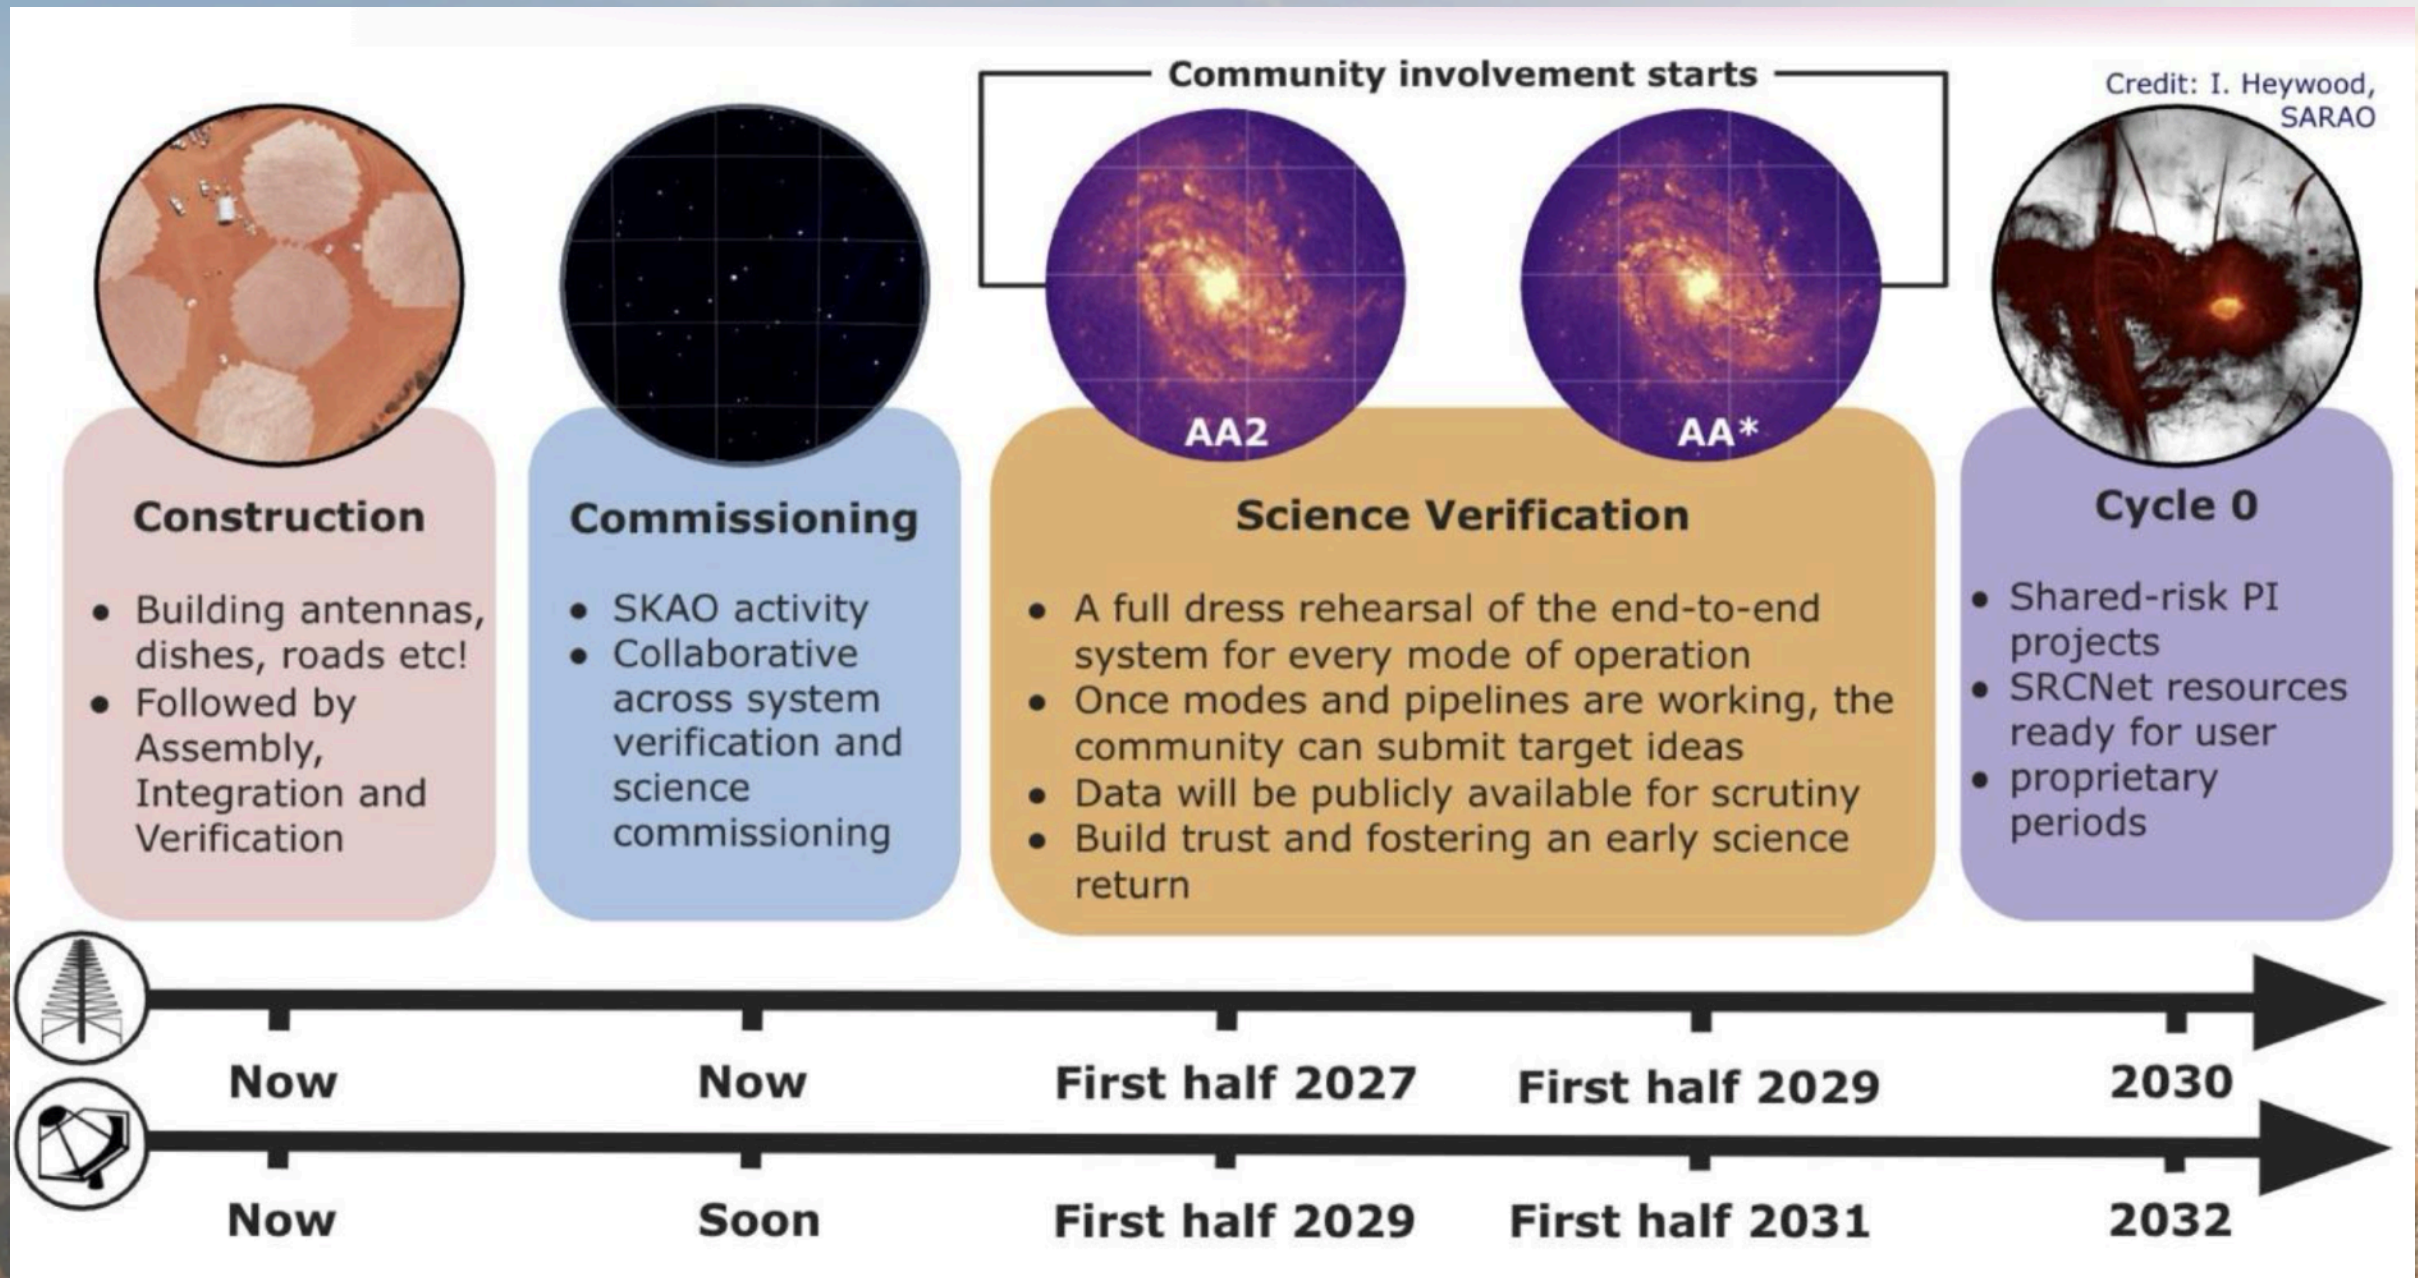 Community involvement starts
Credit: I. Heywood,
SARAO
AA2
AA*
Construction
● Building antennas,
dishes, roads etc!
● Followed by
Assembly,
Integration and
Verification
Commissioning
● SKAO activity
● Collaborative
across system
verification and
science
commissioning
Science Verification
● A full dress rehearsal of the end-to-end
system for every mode of operation
● Once modes and pipelines are working, the
community can submit target ideas
● Data will be publicly available for scrutiny
● Build trust and fostering an early science
return
Cycle 0
● Shared-risk PI
projects
● SRCNet resources
ready for user
● proprietary
periods
Now
Now
First half 2027
First half 2029
2030
Now
Soon
First half 2029
First half 2031
2032